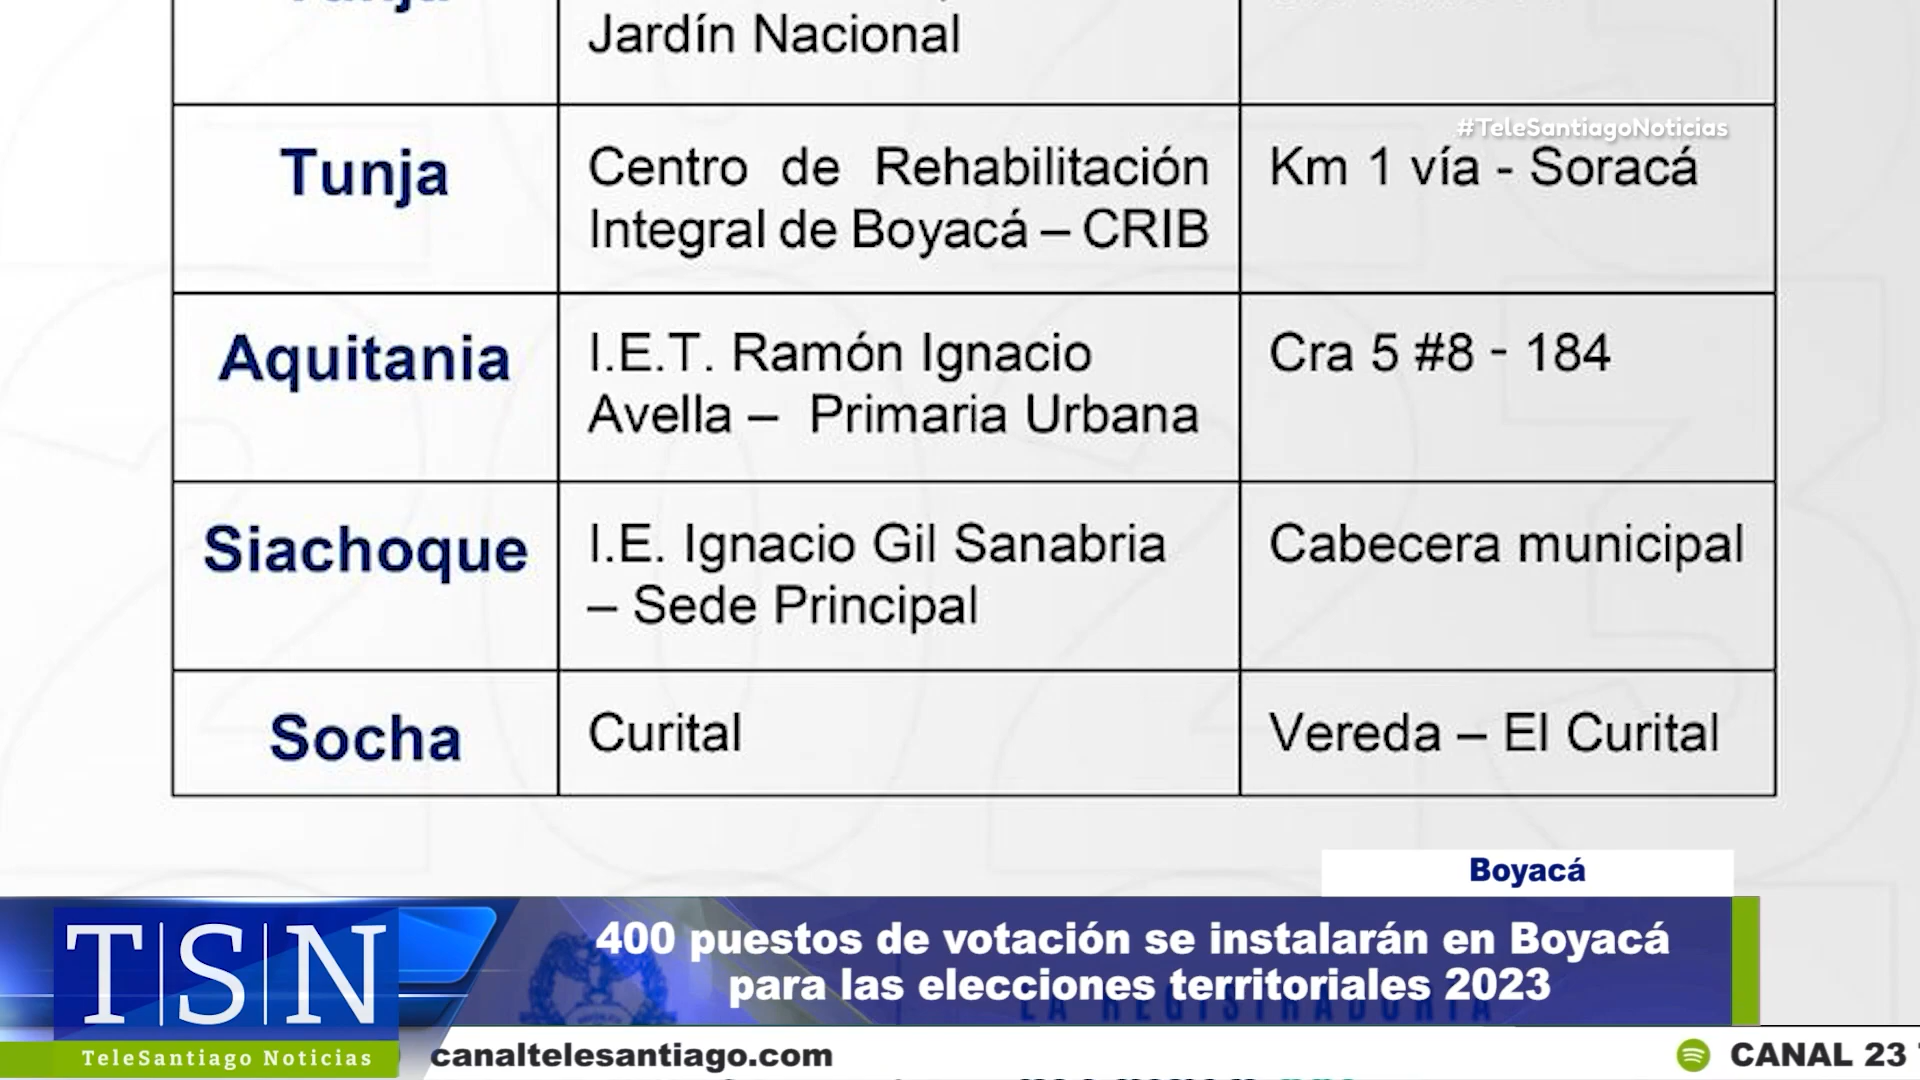 Jardín Nacional
#TeleSantiagoNoticias
Tunja
Centro de Rehabilitación
Integral de Boyacá – CRIB
Km 1 vía - Soracá
Aquitania
I.E.T. Ramón Ignacio
Avella – Primaria Urbana
Cra 5 #8 - 184
Siachoque
I.E. Ignacio Gil Sanabria
– Sede Principal
Cabecera municipal
Socha
Curital
Vereda – El Curital
Boyacá
400 puestos de votación se instalarán en Boyacá
para las elecciones territoriales 2023
LA REGISTRADURÍA
TSN
TeleSantiago Noticias
canaltelesantiago.com
CANAL 23